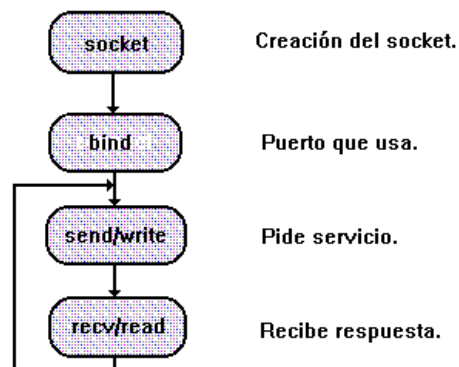 socket Creación del socket.
bind Puerto que usa.
send/write Pide servicio.
recv/read Recibe respuesta.